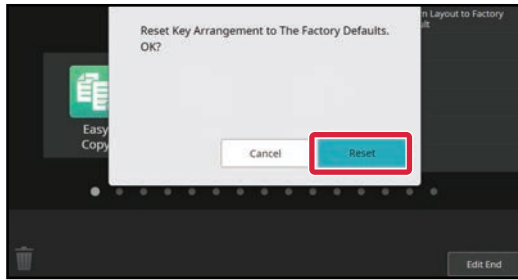 n Layout to Factory
ult
Reset Key Arrangement to The Factory Defaults.
OK?
Easy
Copy
Cancel
Reset
Edit End